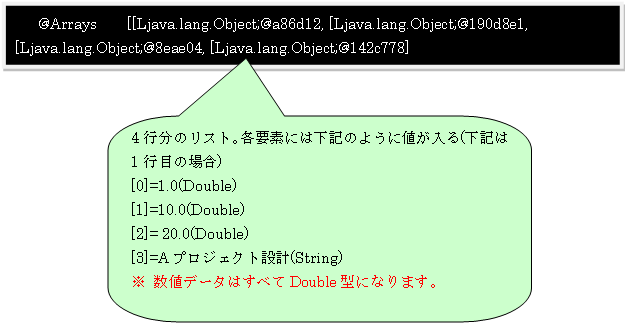 @Arrays [[Ljava.lang.Object;@a86d12, [Ljava.lang.Object;@190d8e1,
[Ljava.lang.Object;@8eae04, [Ljava.lang.Object;@142c778]
4 行分のリスト。各要素には下記のように値が入る(下記は
1 行目の場合)
[0]=1.0(Double)
[1]=10.0(Double)
[2]= 20.0(Double)
[3]=A プロジェクト設計(String)
※ 数値データはすべて Double 型になります。